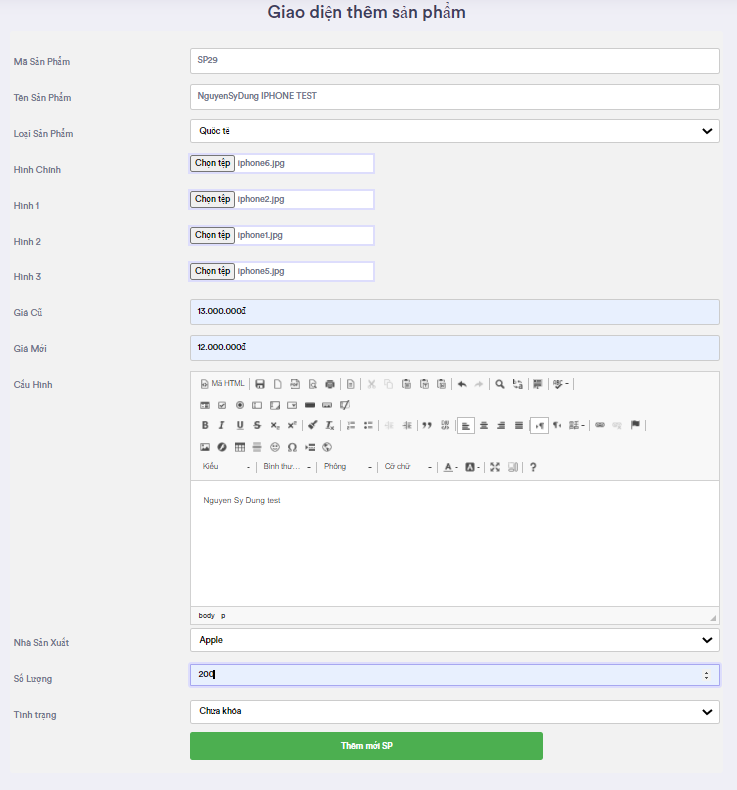 Giao diện thêm sản phẩm
Mã Sản Phẩm SP29
Tên Sản Phẩm NguyenSyDung IPHONE TEST
Loại Sản Phẩm Quốc tế
Hình Chính Chọn tệp iphone6.jpg
Hình 1 Chọn tệp iphone2.jpg
Hình 2 Chọn tệp iphone1.jpg
Hình 3 Chọn tệp iphone5.jpg
Giá Cũ 13.000.000đ
Giá Mới 12.000.000đ
Cấu Hình Mã HTML
B I U S
Kiểu Bình thư... Phông Cỡ chữ A A ?
Nguyen Sy Dung test
body p
Nhà Sản Xuất Apple
Số Lượng 200
Tình trạng Chưa khóa
Thêm mới SP